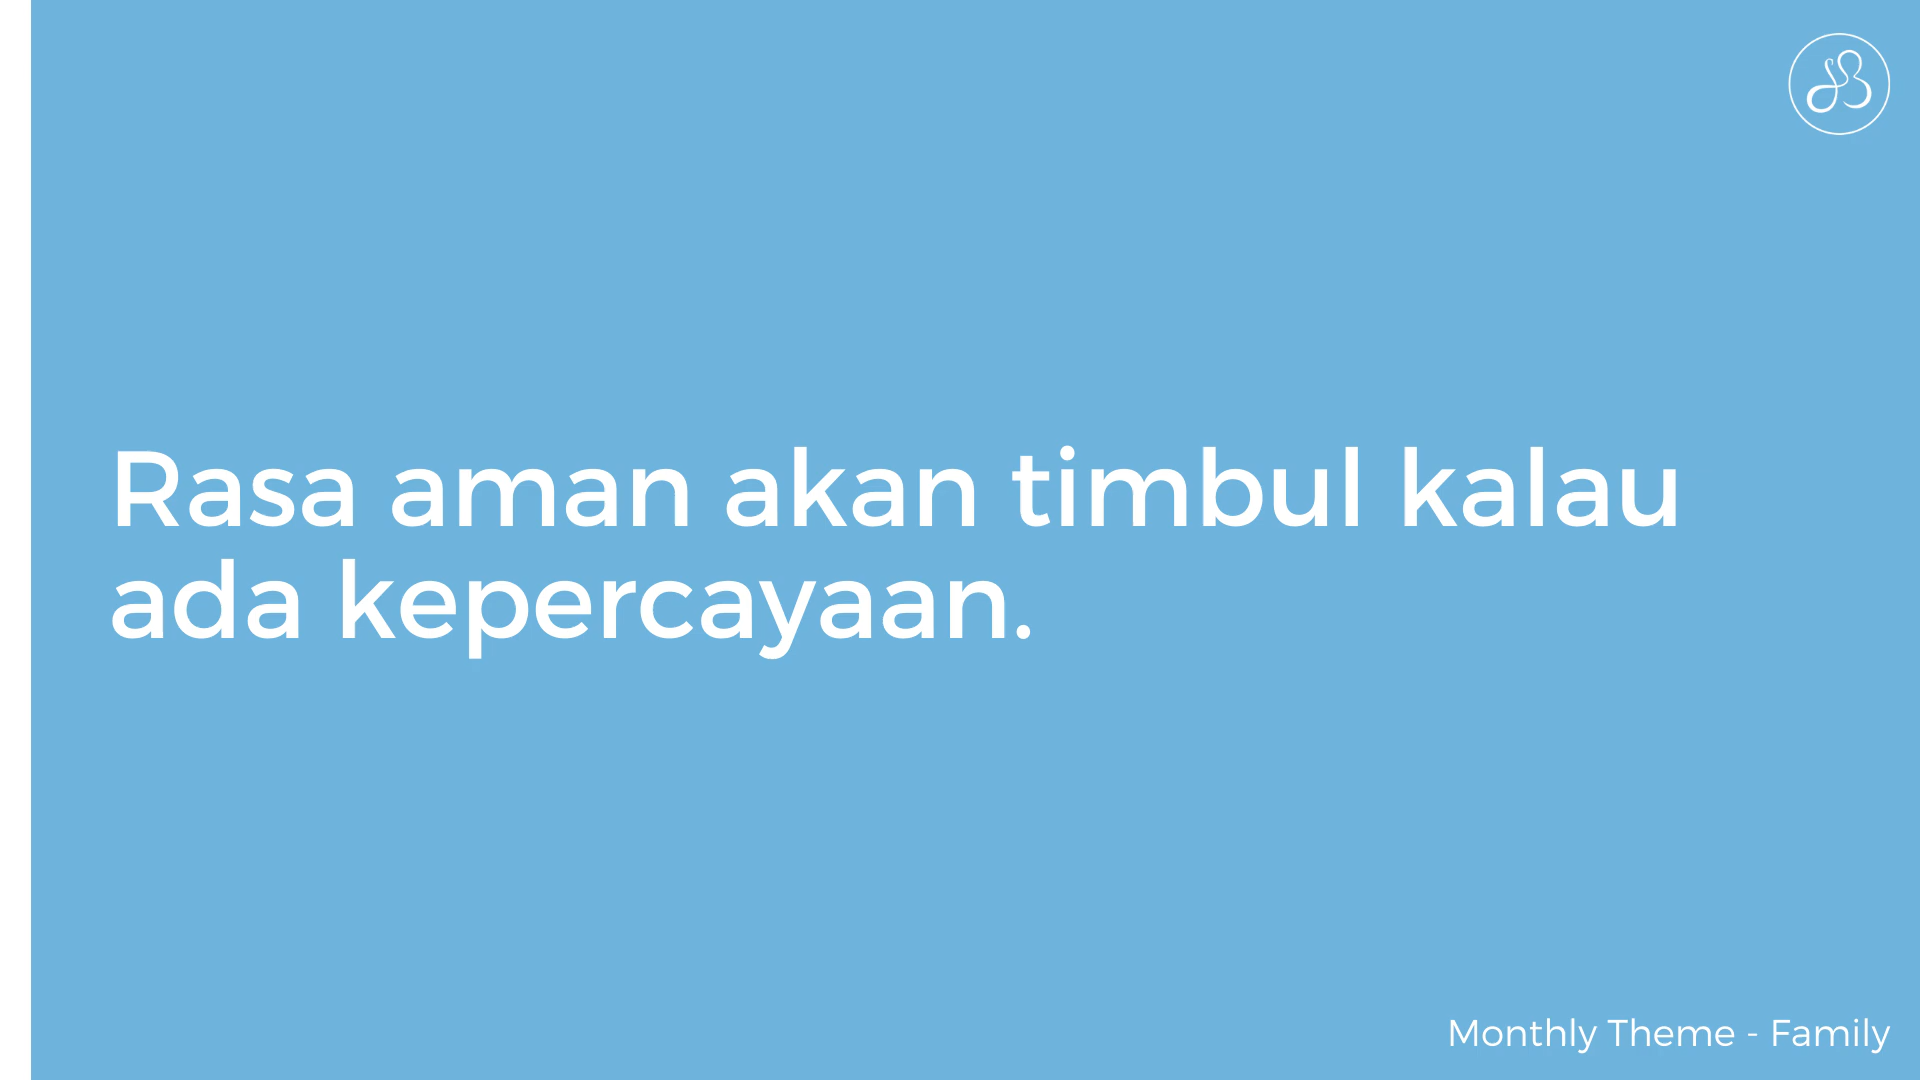 Rasa aman akan timbul kalau
ada kepercayaan.
Monthly Theme - Family